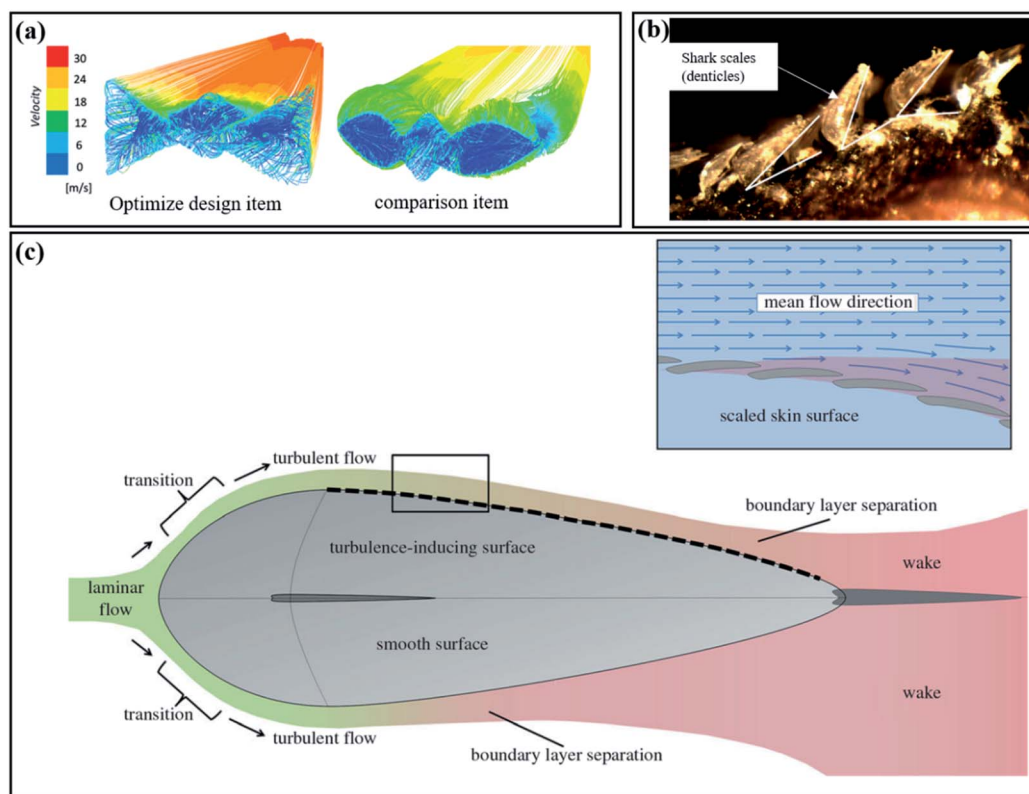 (a)
30
24
18
12
6
0
Velocity
[m/s]
Optimize design item
comparison item
(b)
Shark scales
(denticles)
(c)
mean flow direction
scaled skin surface
turbulent flow
transition
boundary layer separation
turbulence-inducing surface
wake
laminar
flow
smooth surface
wake
transition
turbulent flow
boundary layer separation